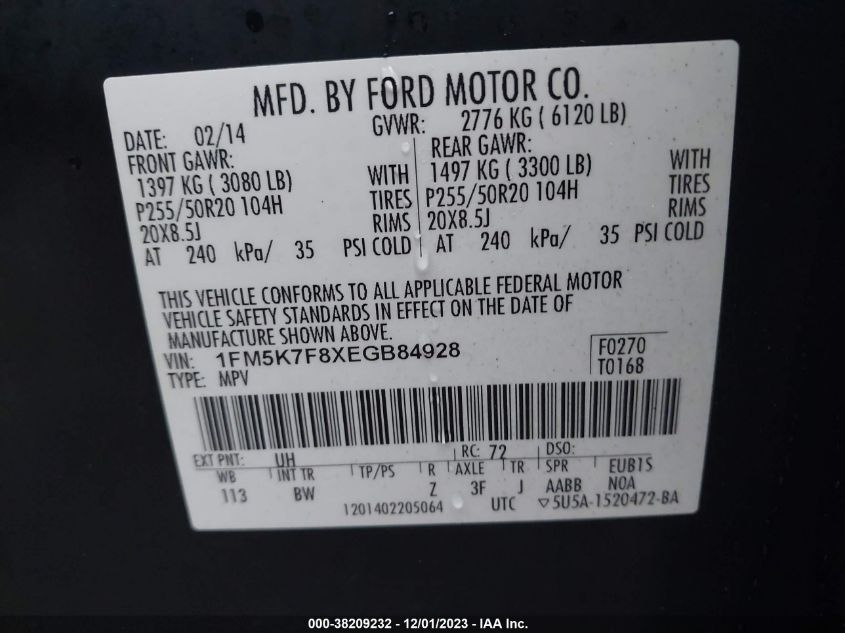 MFD. BY FORD MOTOR CO.
DATE: 02/14 GVWR: 2776 KG ( 6120 LB)
FRONT GAWR: REAR GAWR:
1397 KG ( 3080 LB) WITH 1497 KG ( 3300 LB) WITH
P255/50R20 104H TIRES P255/50R20 104H TIRES
20X8.5J RIMS 20X8.5J RIMS
AT 240 kPa/ 35 PSI COLD AT 240 kPa/ 35 PSI COLD
THIS VEHICLE CONFORMS TO ALL APPLICABLE FEDERAL MOTOR
VEHICLE SAFETY STANDARDS IN EFFECT ON THE DATE OF
MANUFACTURE SHOWN ABOVE.
VIN: 1FM5K7F8XEGB84928 F0270
TYPE: MPV T0168
EXT PNT: UH RC: 72 DSO:
WB INT TR TP/PS R AXLE TR SPR EUB1S
113 BW Z 3F J AABB NOA
1201402205064 UTC ▽5U5A-1520472-BA
000-38209232 - 12/01/2023 - IAA Inc.